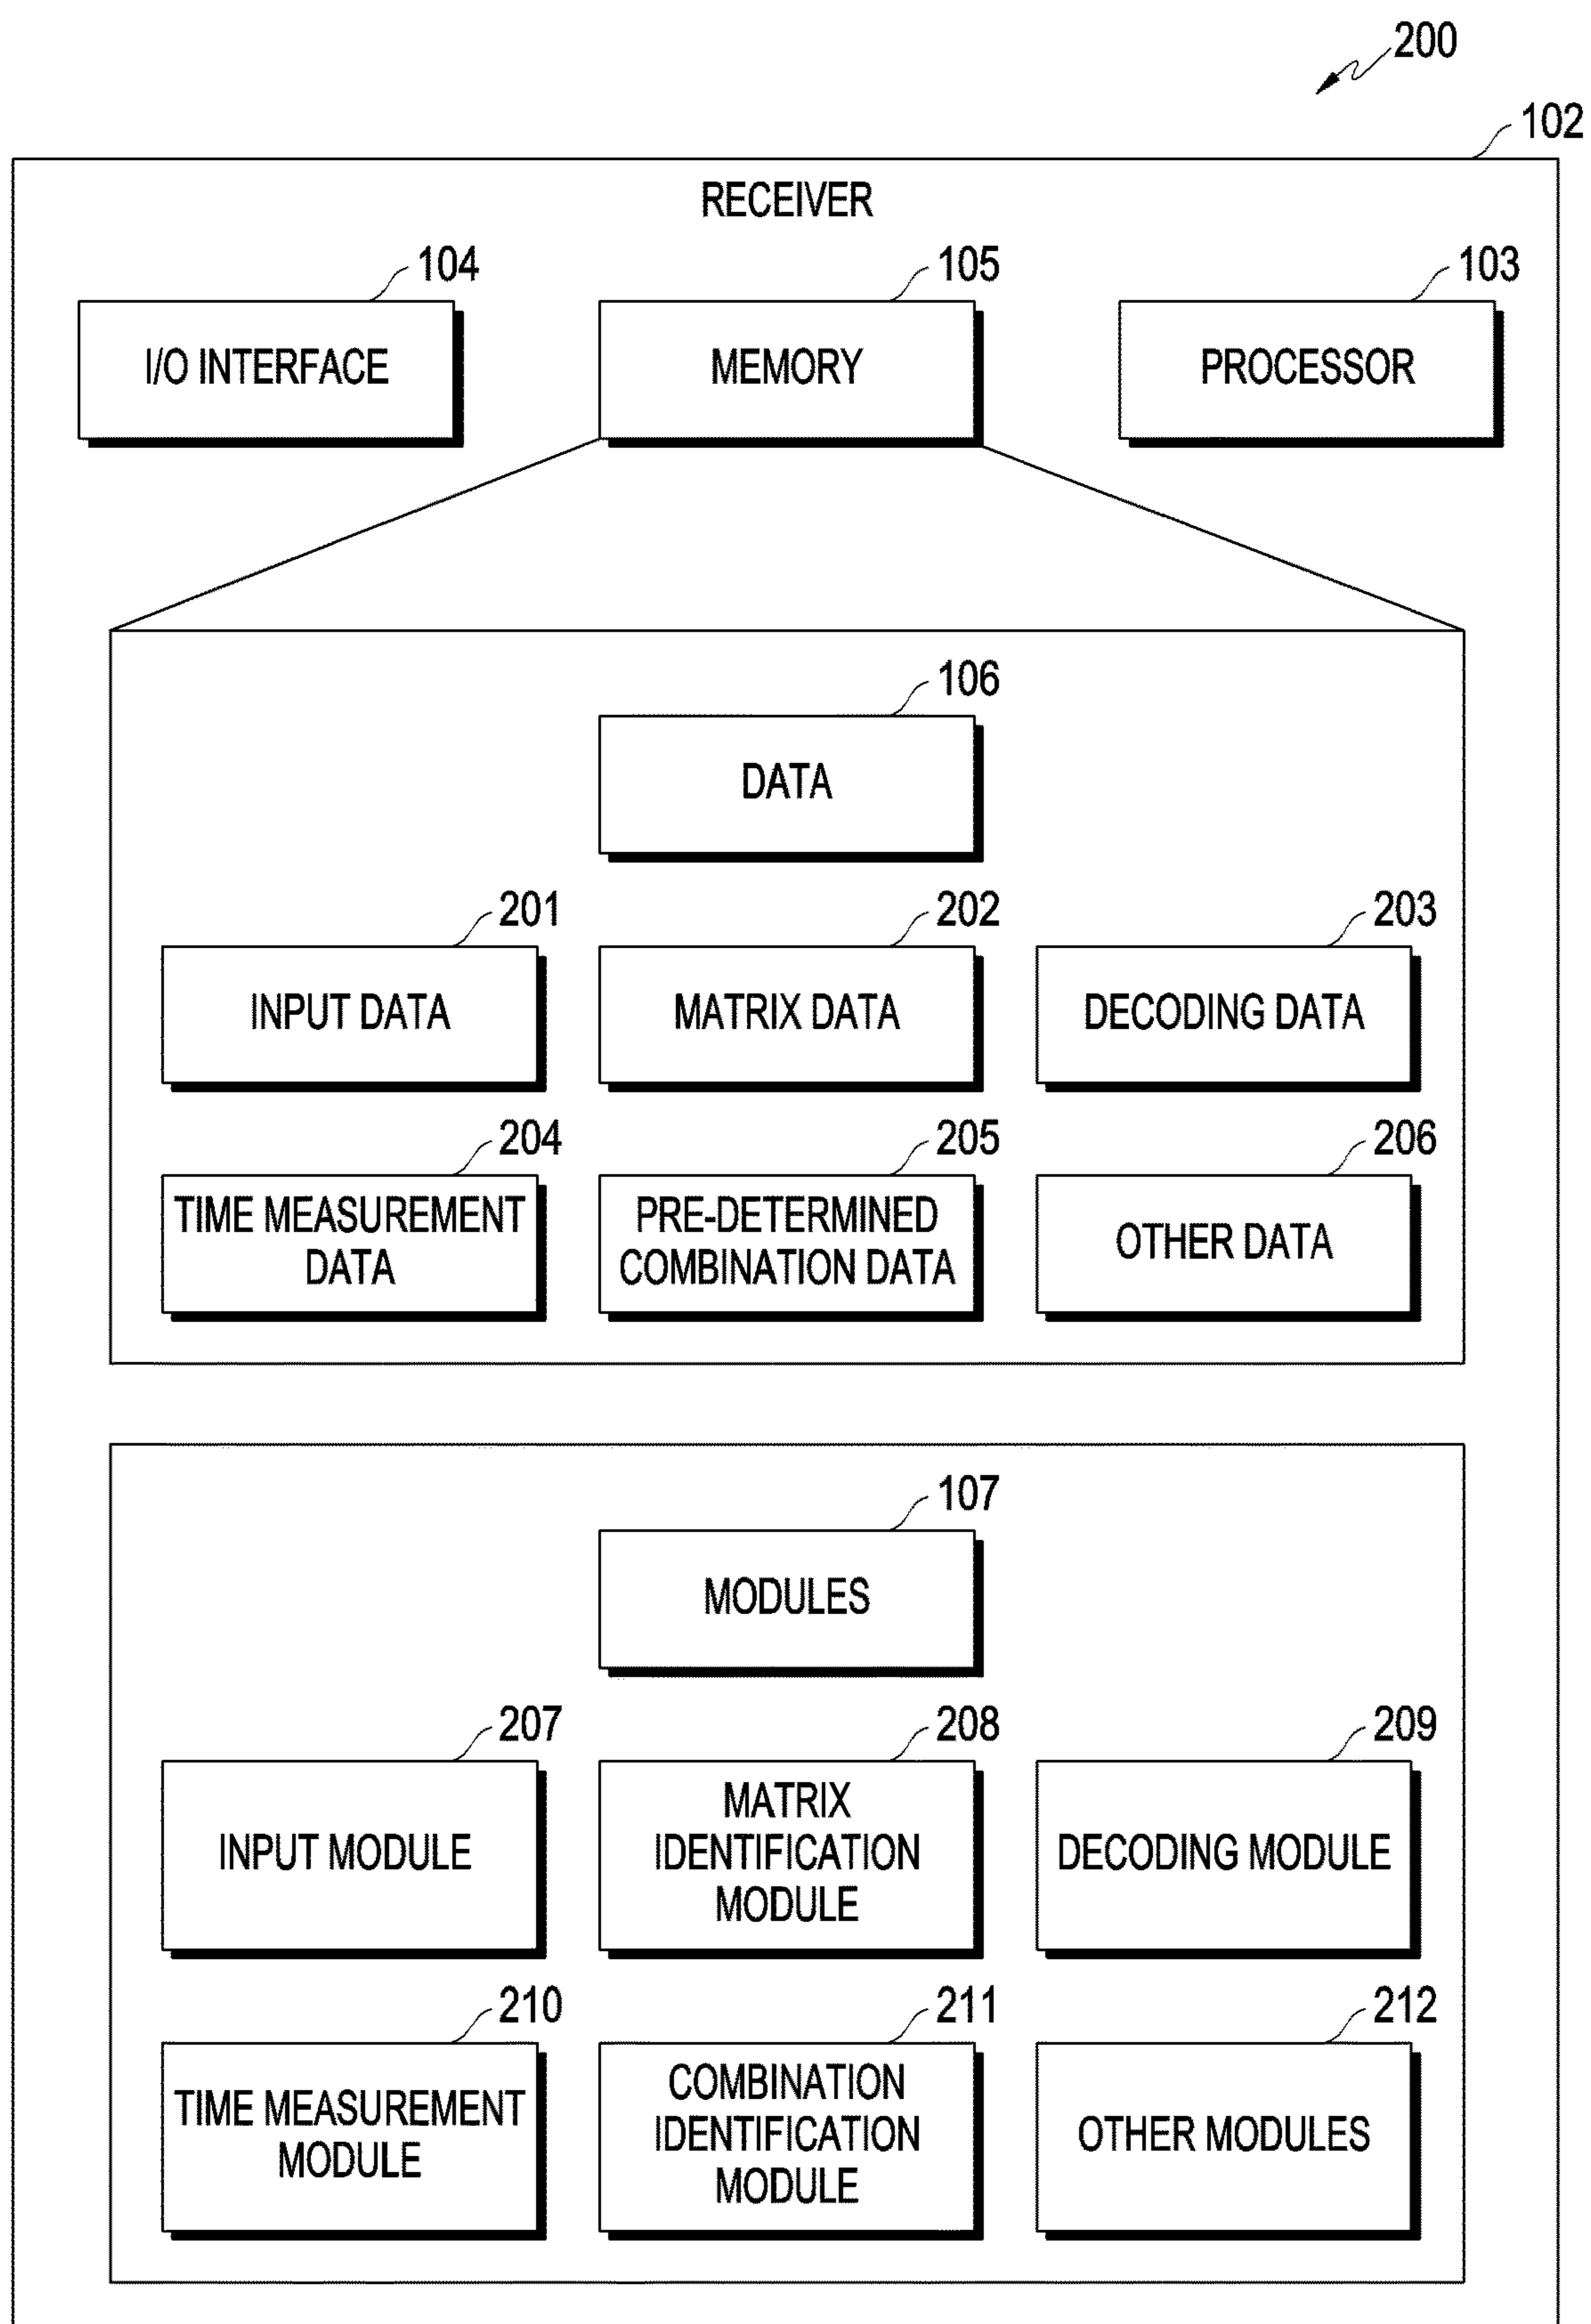 200
102
RECEIVER
104
105
103
I/O INTERFACE
MEMORY
PROCESSOR
106
DATA
201
202
203
INPUT DATA
MATRIX DATA
DECODING DATA
204
205
206
TIME MEASUREMENT
DATA
PRE-DETERMINED
COMBINATION DATA
OTHER DATA
107
MODULES
207
208
209
INPUT MODULE
MATRIX
IDENTIFICATION
MODULE
DECODING MODULE
210
211
212
TIME MEASUREMENT
MODULE
COMBINATION
IDENTIFICATION
MODULE
OTHER MODULES